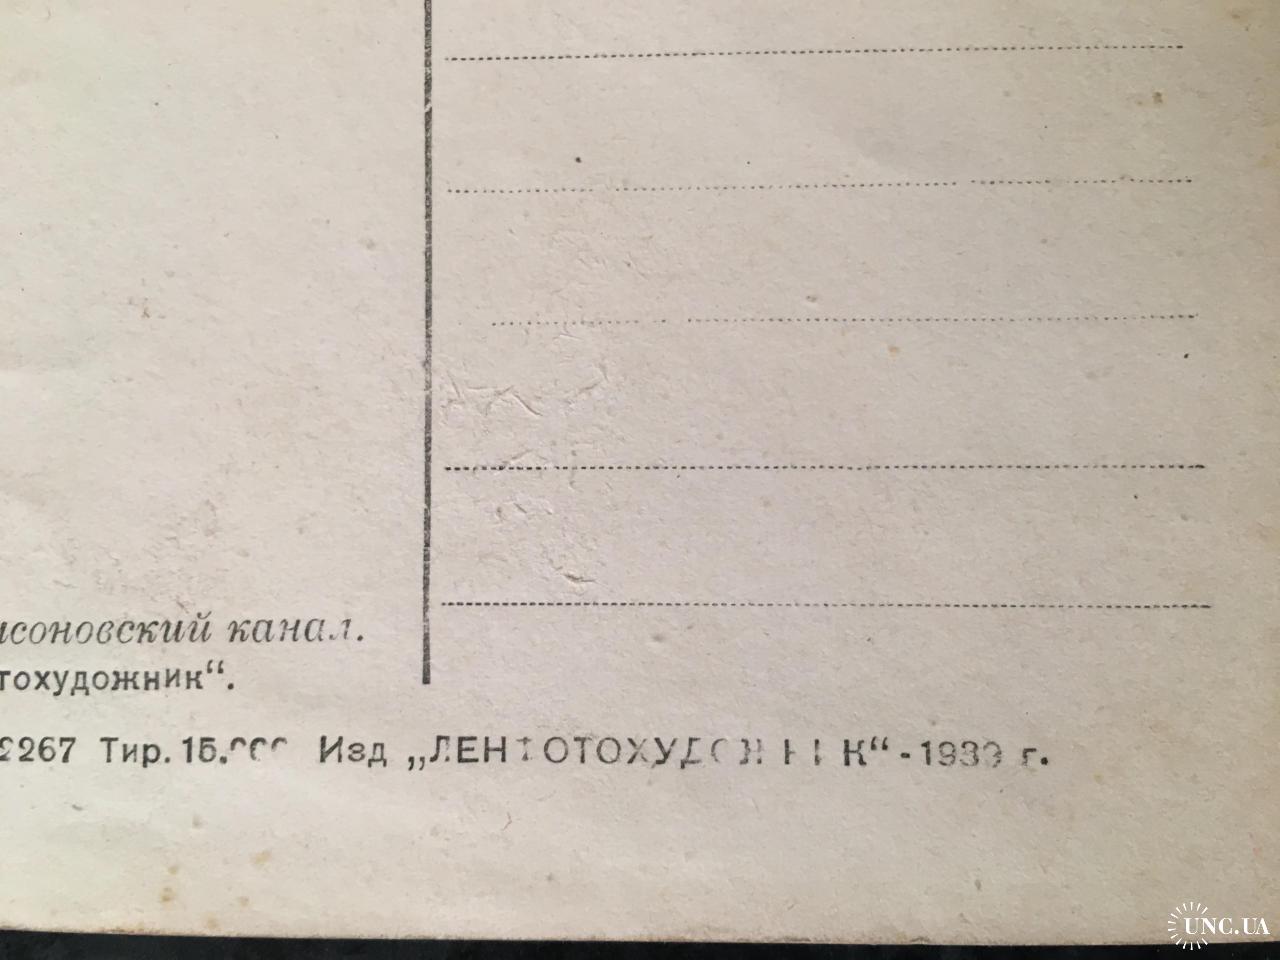 исоновский канал.
тохудожник“.
2267 Тир. 15.000 Изд „ЛЕНФОТОХУДОЖНИК“ - 1939 г.
UNC.UA